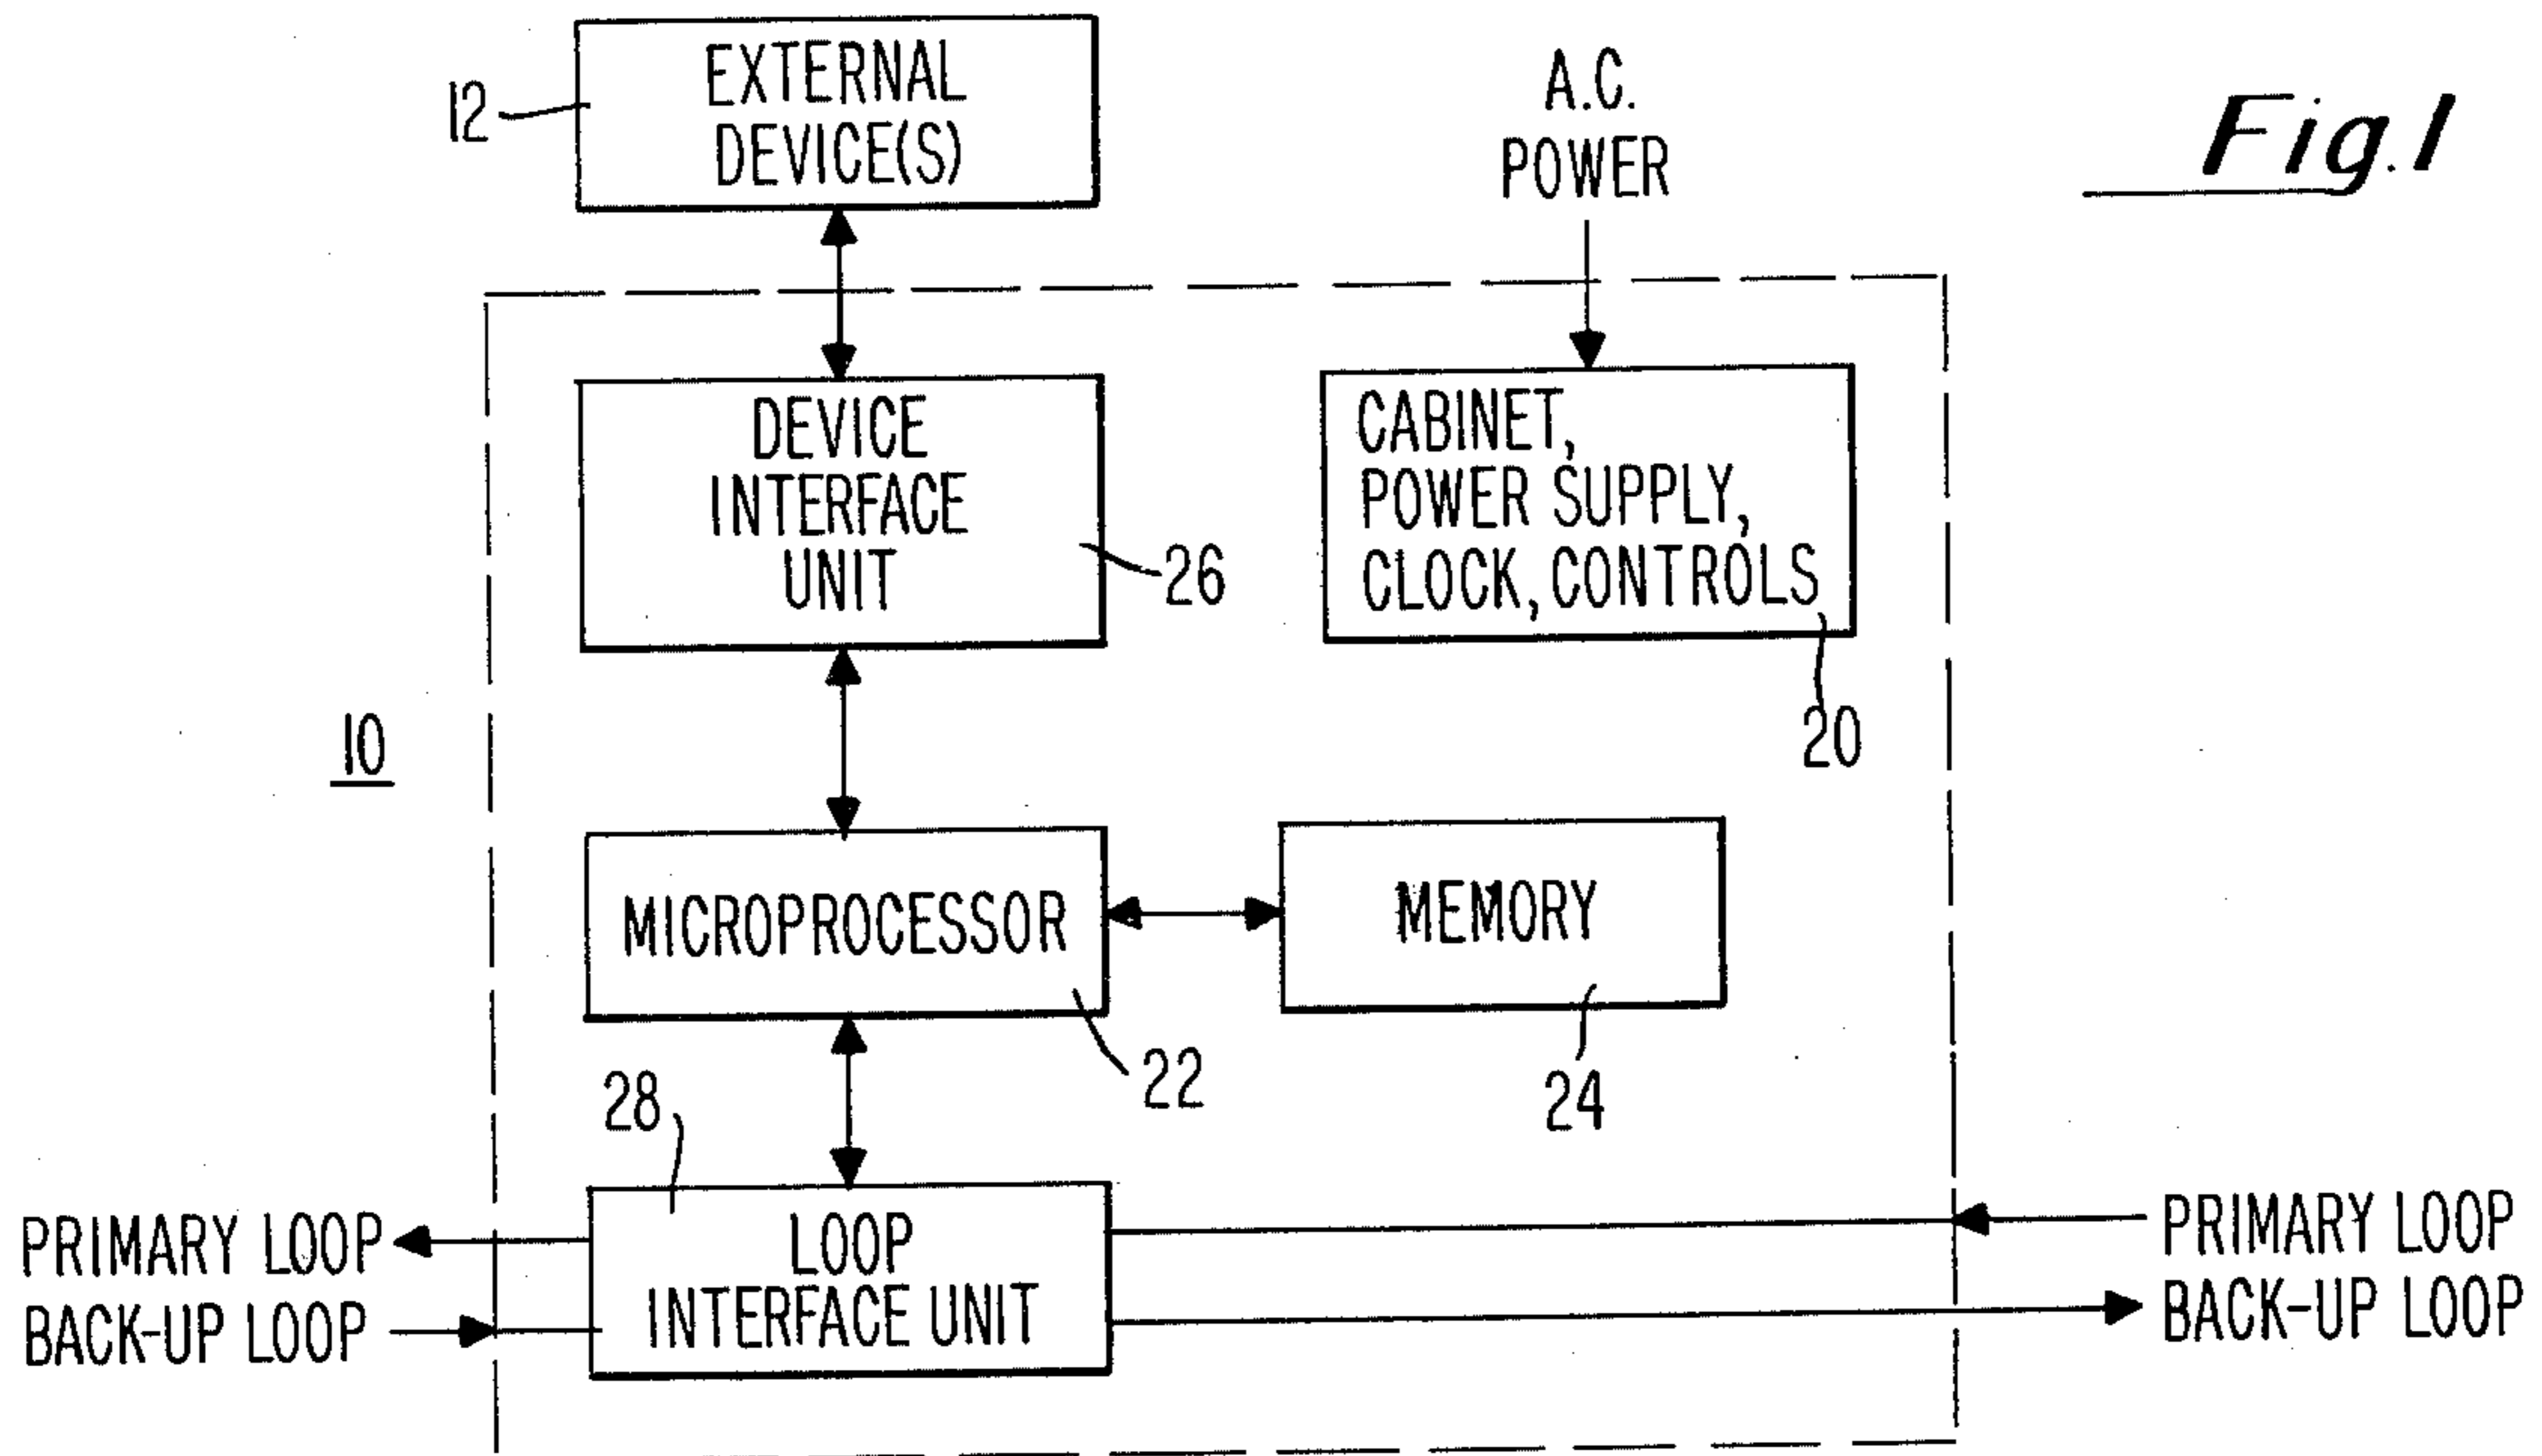 EXTERNAL
DEVICE(S)
12
A.C.
POWER
Fig. 1
DEVICE
INTERFACE
UNIT
26
CABINET,
POWER SUPPLY,
CLOCK, CONTROLS
20
10
MICROPROCESSOR
22
MEMORY
24
28
LOOP
INTERFACE UNIT
PRIMARY LOOP
BACK-UP LOOP
PRIMARY LOOP
BACK-UP LOOP